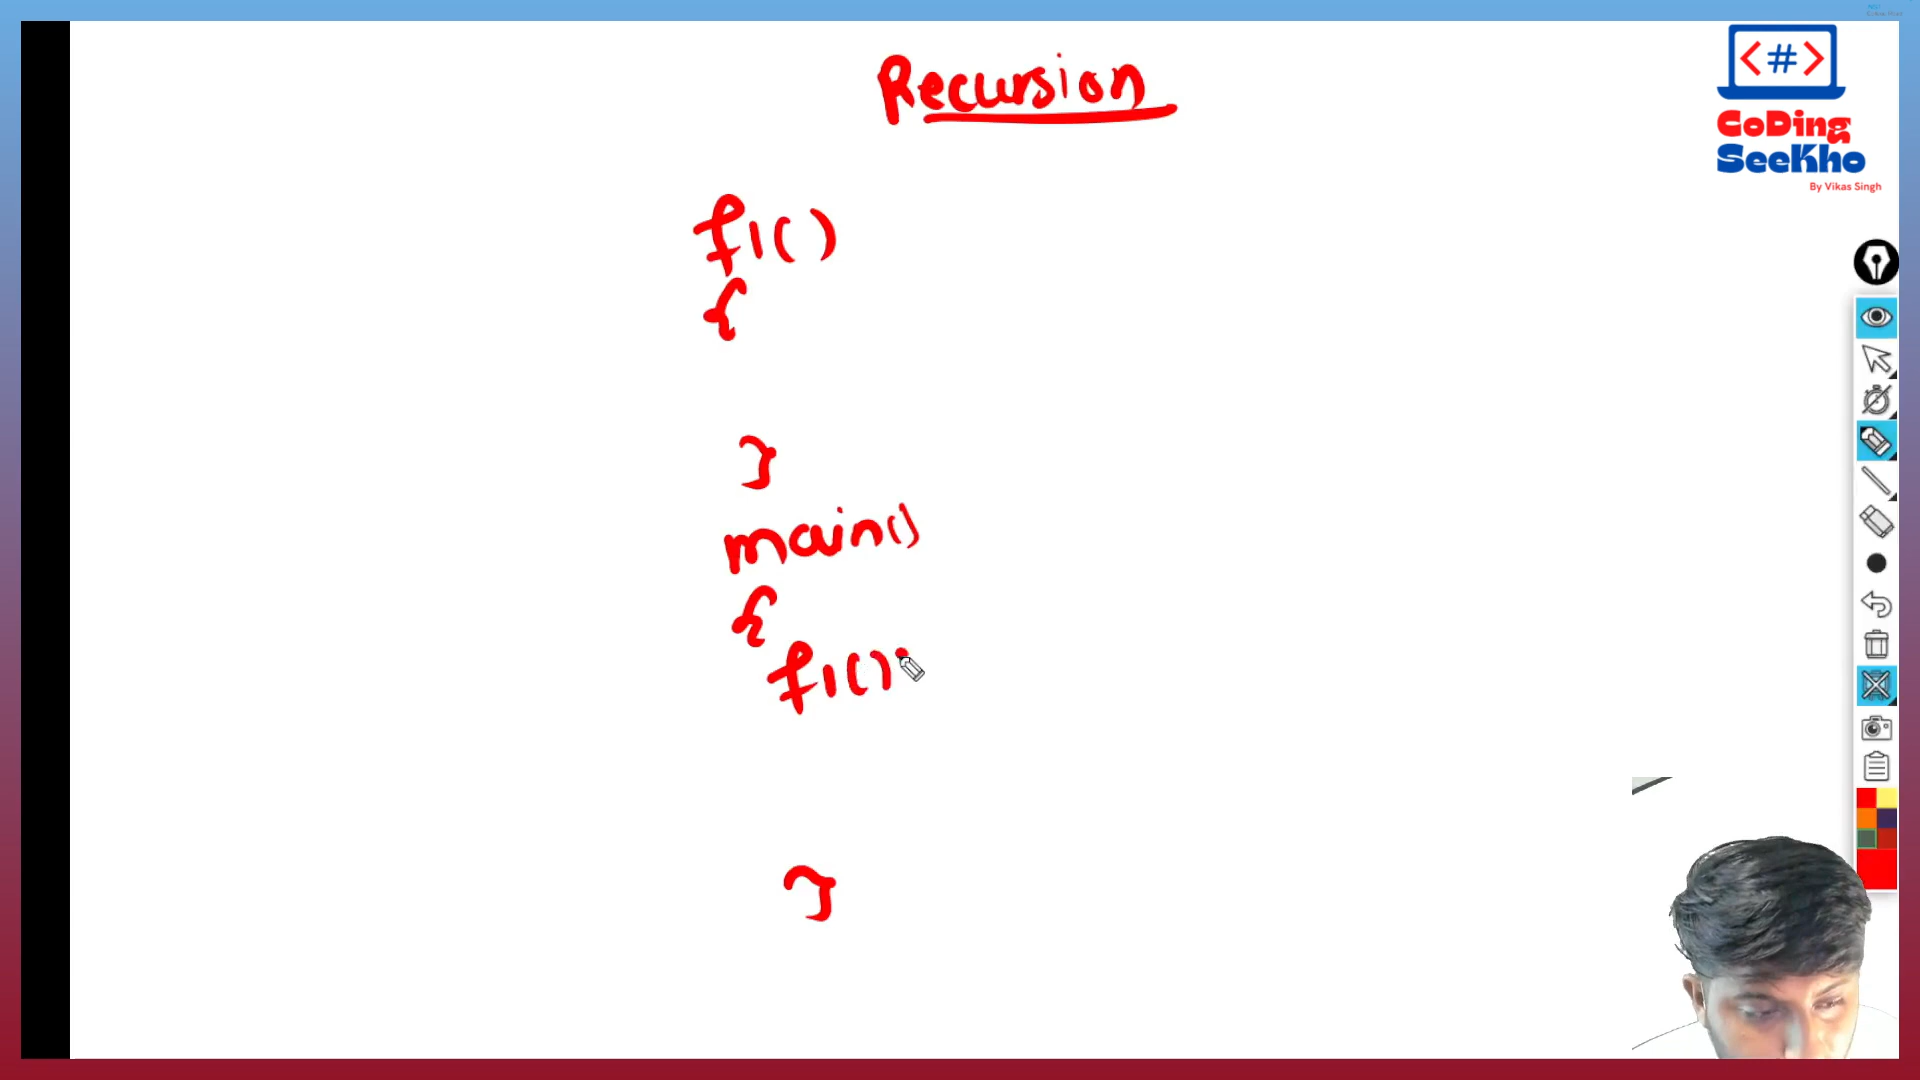 Recursion
<#>
CoDing
SeeKho
By Vikas Singh
f1()
{
}
main()
{
f1()
}